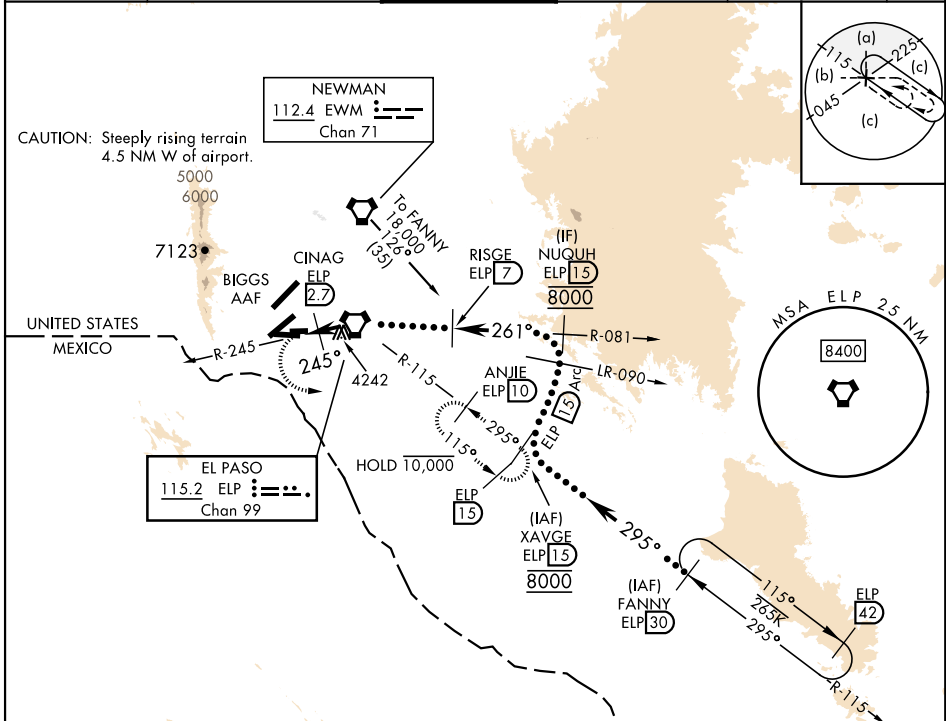 NEWMAN
112.4 EWM
Chan 71
CAUTION: Steeply rising terrain
4.5 NM W of airport.
5000
6000
7123
(a)
115
225
(b)
(c)
045
(c)
To FANNY
18,000
126°
(35)
RISGE
ELP 7
(IF)
NUQUH
ELP 15
8000
CINAG
ELP
2.7
BIGGS
AAF
UNITED STATES
MEXICO
R-245
245°
4242
261°
R-081
LR-090
R-115
ANJIE
ELP 10
ELP 15 Arc
295°
115°
HOLD 10,000
ELP
15
(IAF)
XAVGE
ELP 15
8000
MSA ELP 25 NM
8400
EL PASO
115.2 ELP
Chan 99
295°
(IAF)
FANNY
ELP 30
115°
265K
295°
ELP
42
R-115